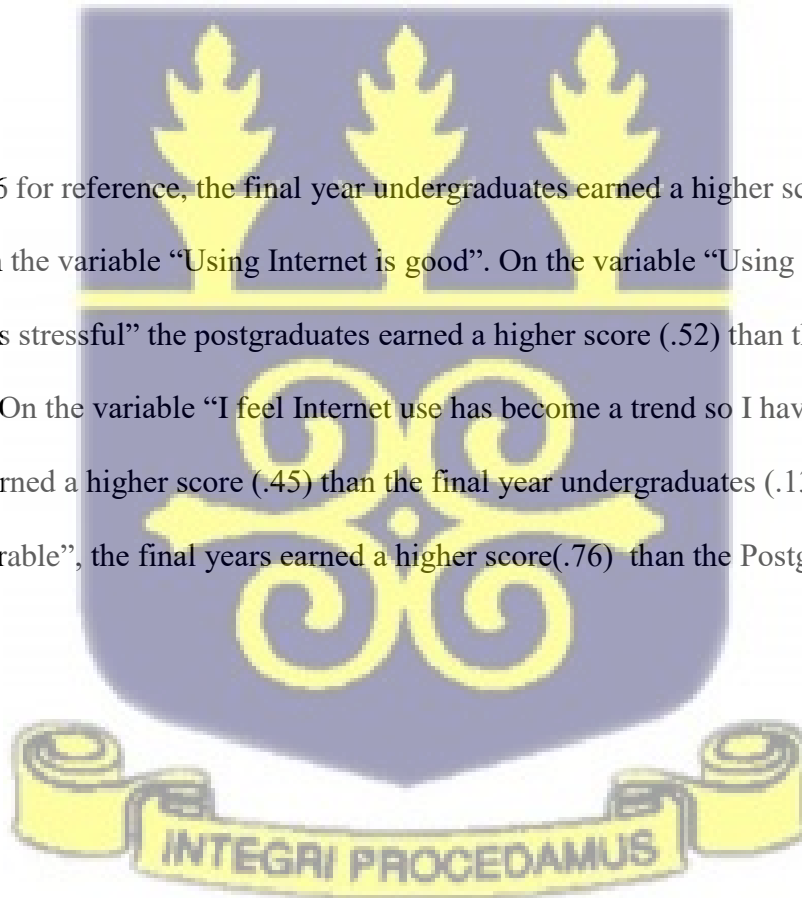 6 for reference, the final year undergraduates earned a higher sc
n the variable “Using Internet is good”. On the variable “Using
s stressful” the postgraduates earned a higher score (.52) than th
On the variable “I feel Internet use has become a trend so I hav
rned a higher score (.45) than the final year undergraduates (.13
rable”, the final years earned a higher score(.76) than the Postg
INTEGRI PROCEDAMUS